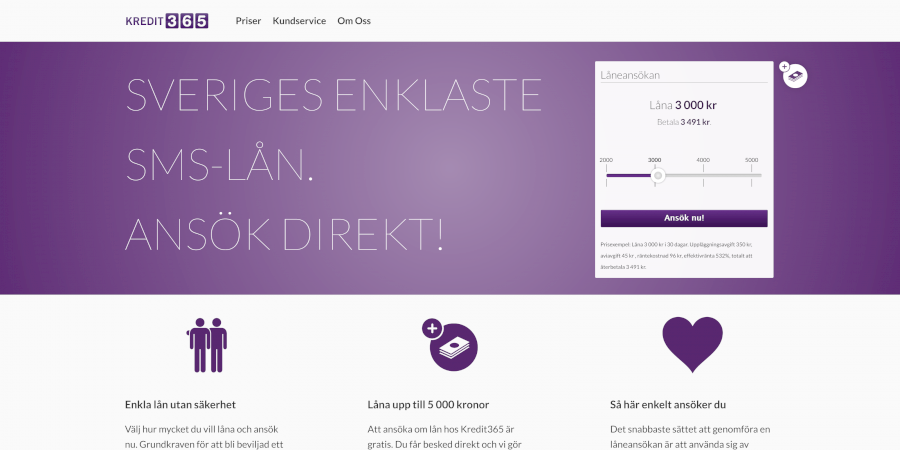 KREDIT365
Priser Kundservice Om Oss
SVERIGES ENKLASTE
SMS-LÅN.
ANSÖK DIREKT!
Låneansökan
Låna 3 000 kr
Betala 3 491 kr.
2000 3000 4000 5000
Ansök nu!
Prisexempel: Låna 3 000 kr i 30 dagar. Uppläggningsavgift 350 kr,
aviavgift 45 kr , räntekostnad 96 kr, effektivränta 532%, totalt att
återbetala 3 491 kr.
Enkla lån utan säkerhet
Välj hur mycket du vill låna och ansök
nu. Grundkraven för att bli beviljad ett
Låna upp till 5 000 kronor
Att ansöka om lån hos Kredit365 är
gratis. Du får besked direkt och vi gör
Så här enkelt ansöker du
Det snabbaste sättet att genomföra en
låneansökan är att använda sig av